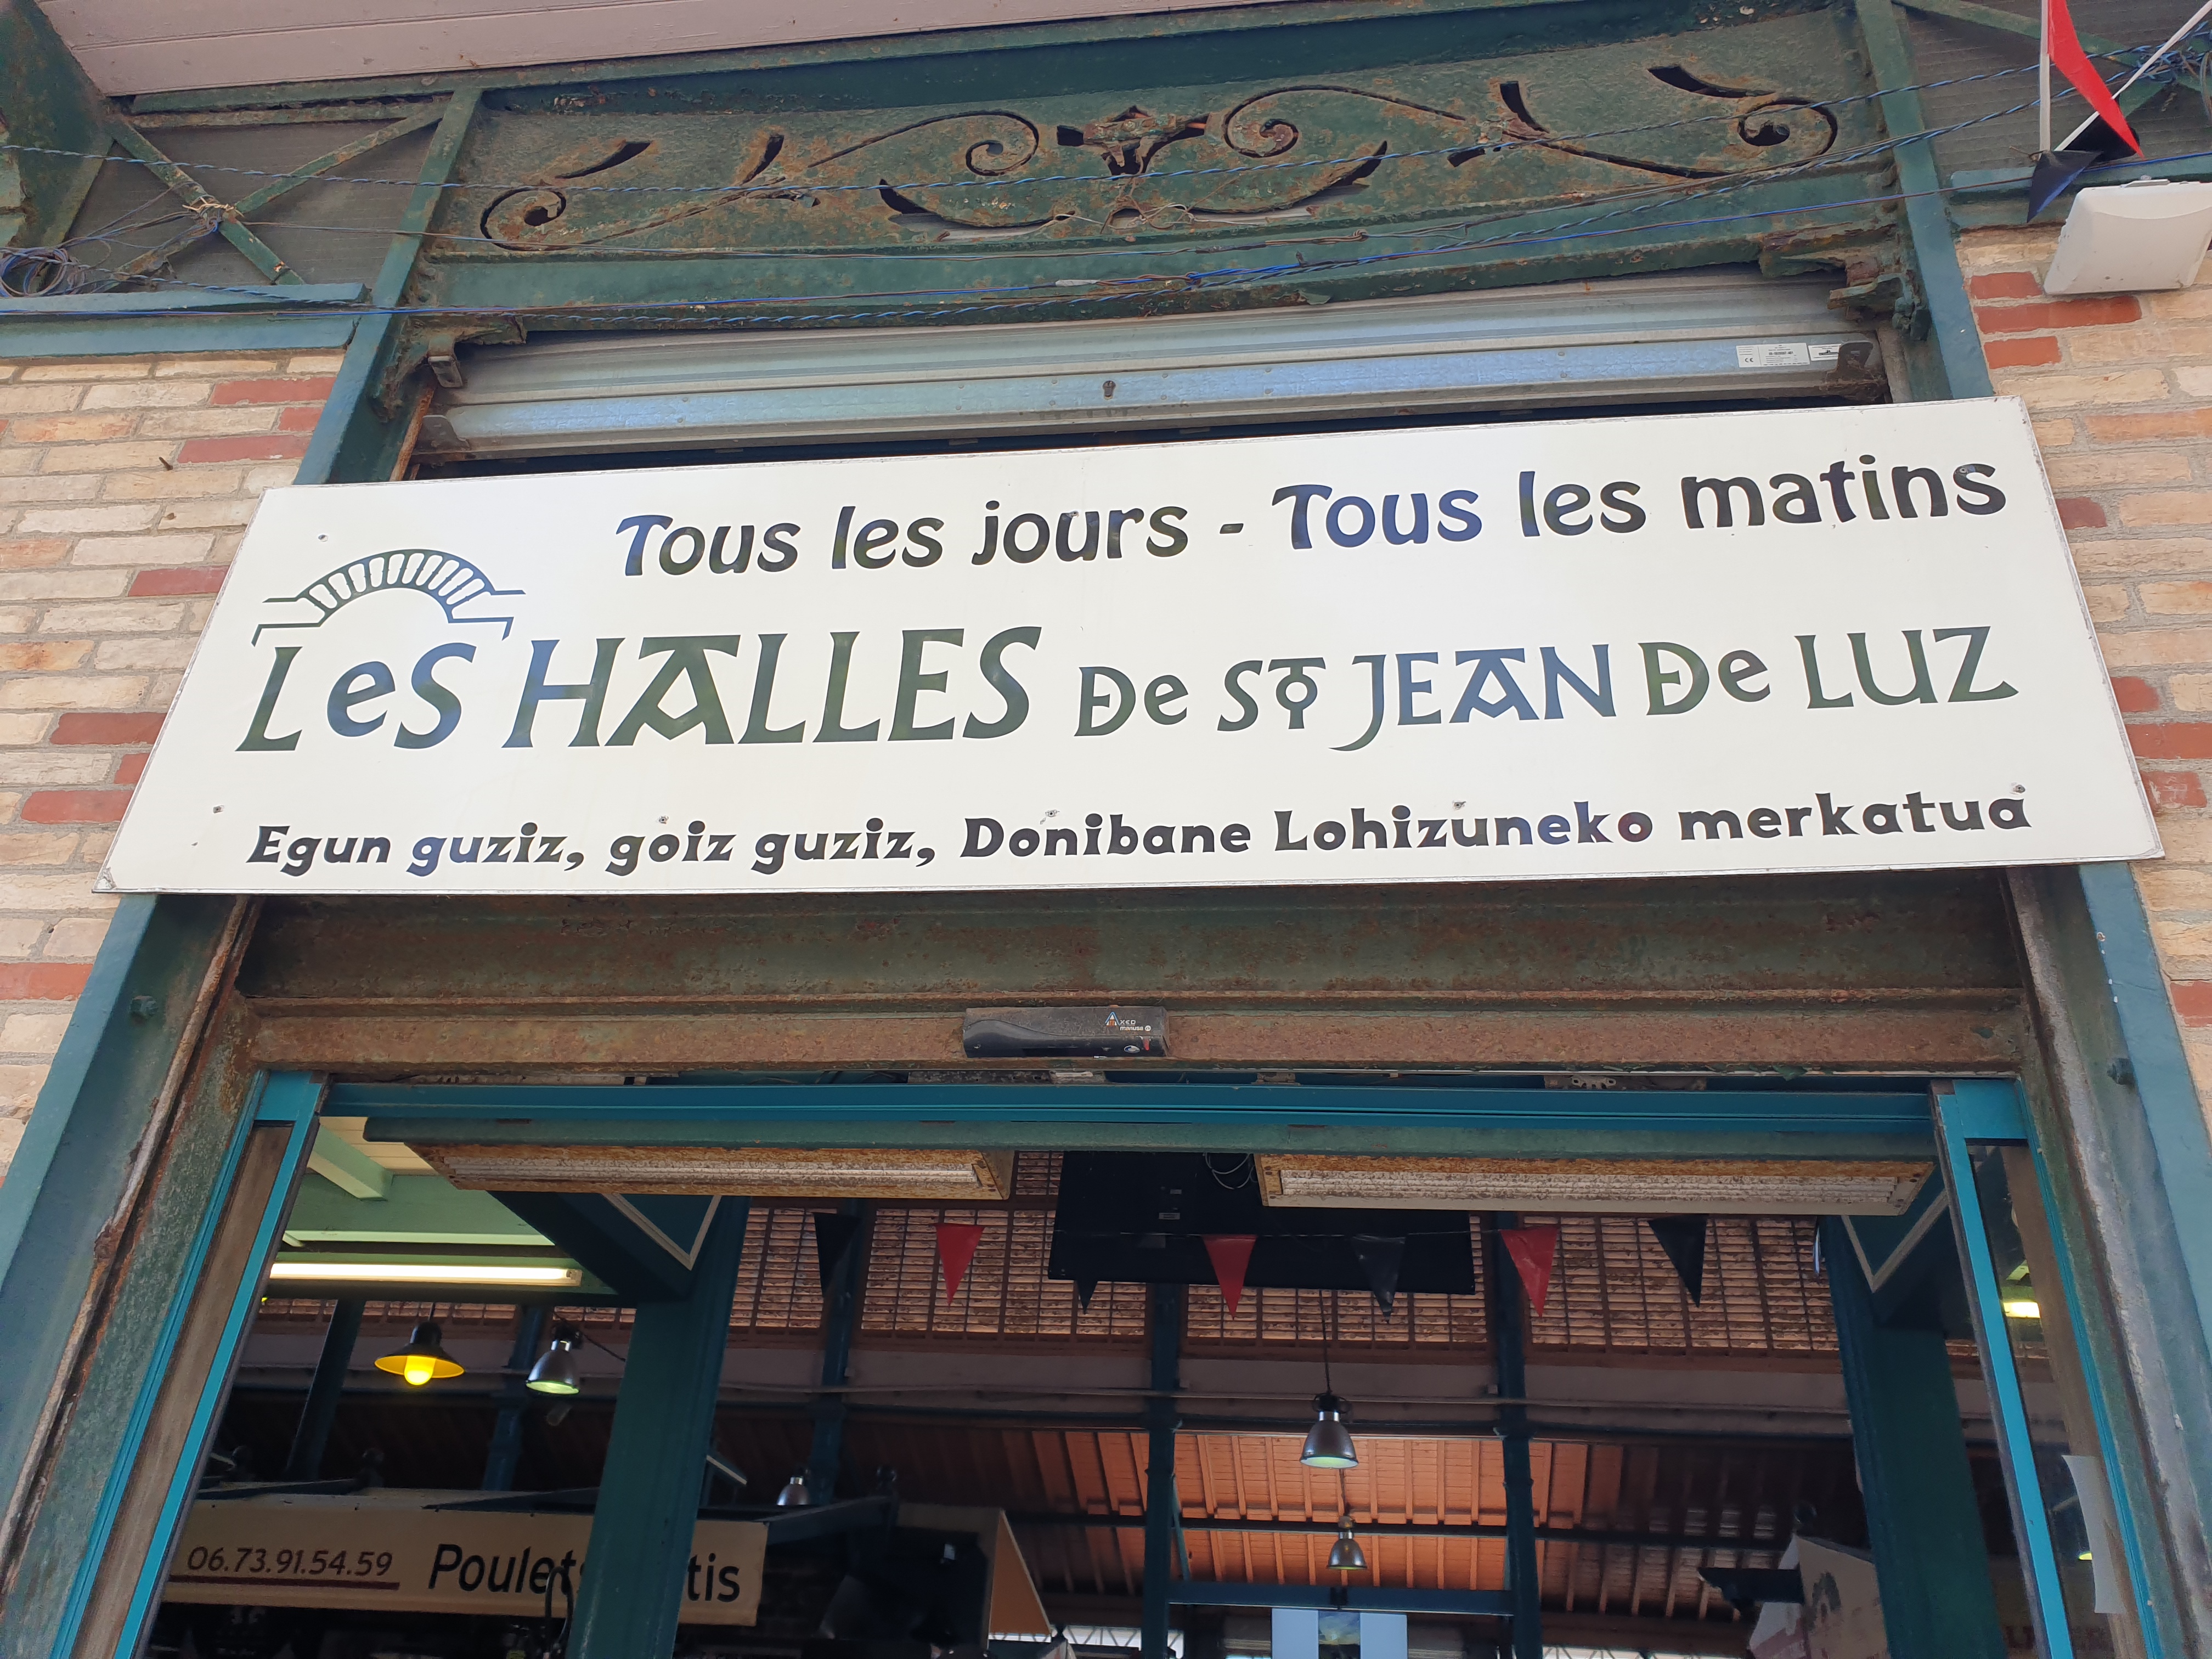 Tous les jours - Tous les matins
Les HALLES De ST JEAN De LUZ
Egun guziz, goiz guziz, Donibane Lohizuneko merkatua
06.73.91.54.59
Poulets